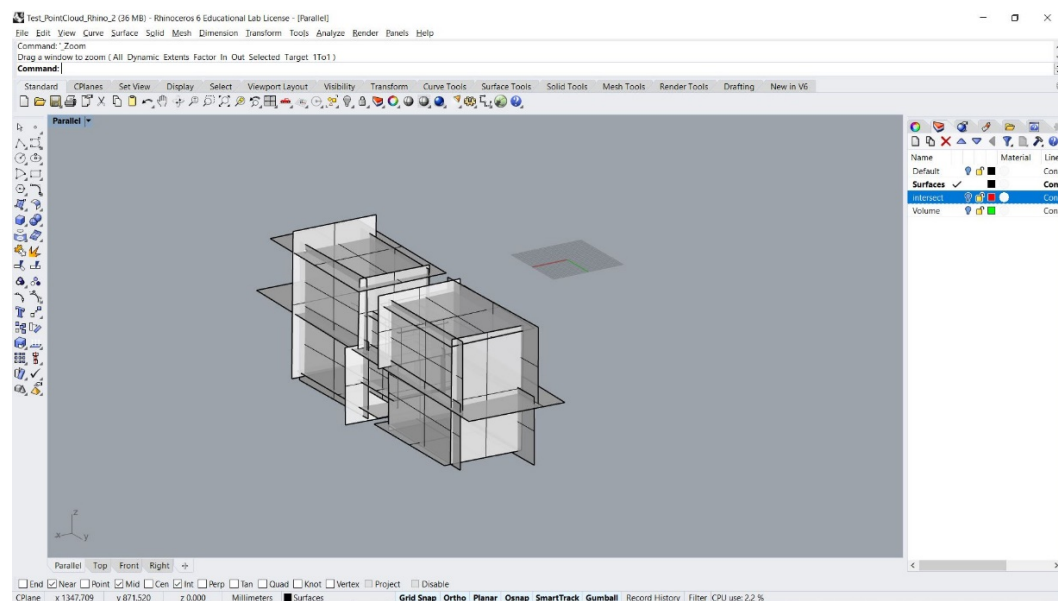 Test_PointCloud_Rhino_2 (36 MB) - Rhinoceros 6 Educational Lab License - [Parallel]
File Edit View Curve Surface Solid Mesh Dimension Transform Tools Analyze Render Panels Help
Command: '_Zoom
Drag a window to zoom ( All Dynamic Extents Factor In Out Selected Target 1To1 )
Command:
Standard CPlanes Set View Display Select Viewport Layout Visibility Transform Curve Tools Surface Tools Solid Tools Mesh Tools Render Tools Drafting New in V6
Parallel
Name Material Line
Default Con
Surfaces Con
Intersect Con
Volume Con
z
x y
Parallel Top Front Right
End Near Point Mid Cen Int Perp Tan Quad Knot Vertex Project Disable
CPlane x 1347.709 y 871.520 z 0.000 Millimeters Surfaces Grid Snap Ortho Planar Osnap SmartTrack Gumball Record History Filter CPU use: 2.2 %